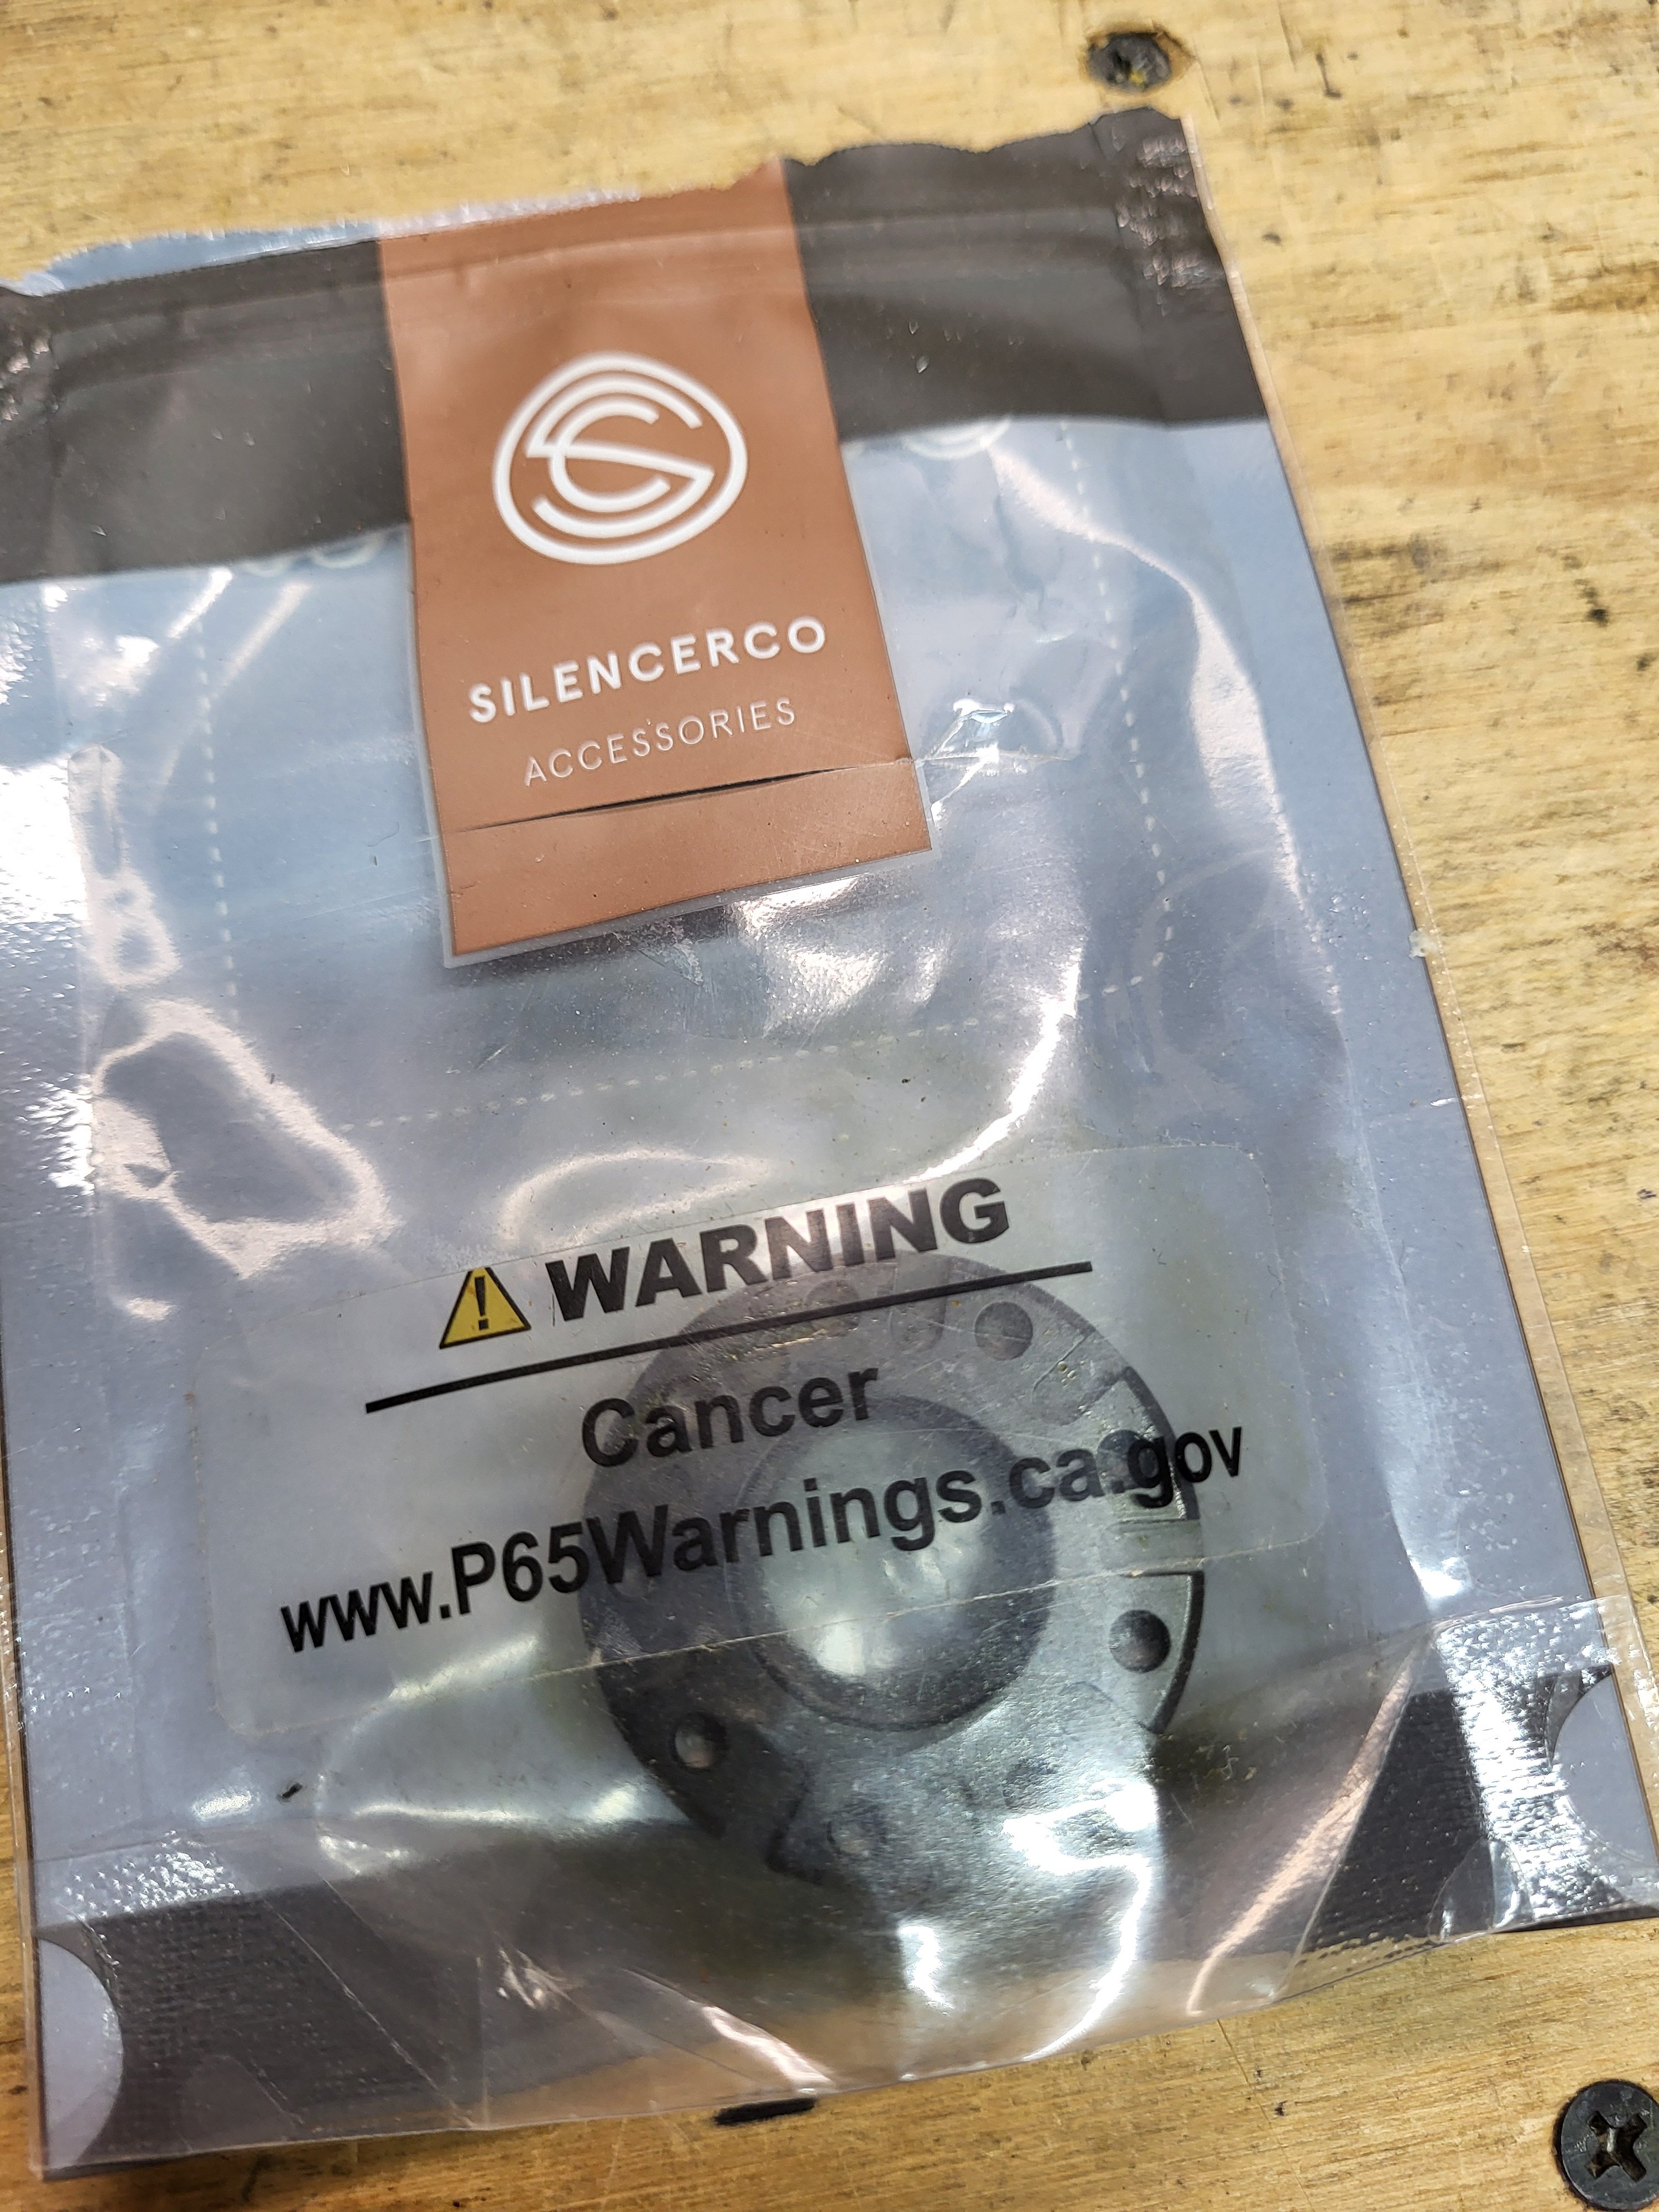 SILENCERCO
ACCESSORIES
WARNING
Cancer
www.P65Warnings.ca.gov